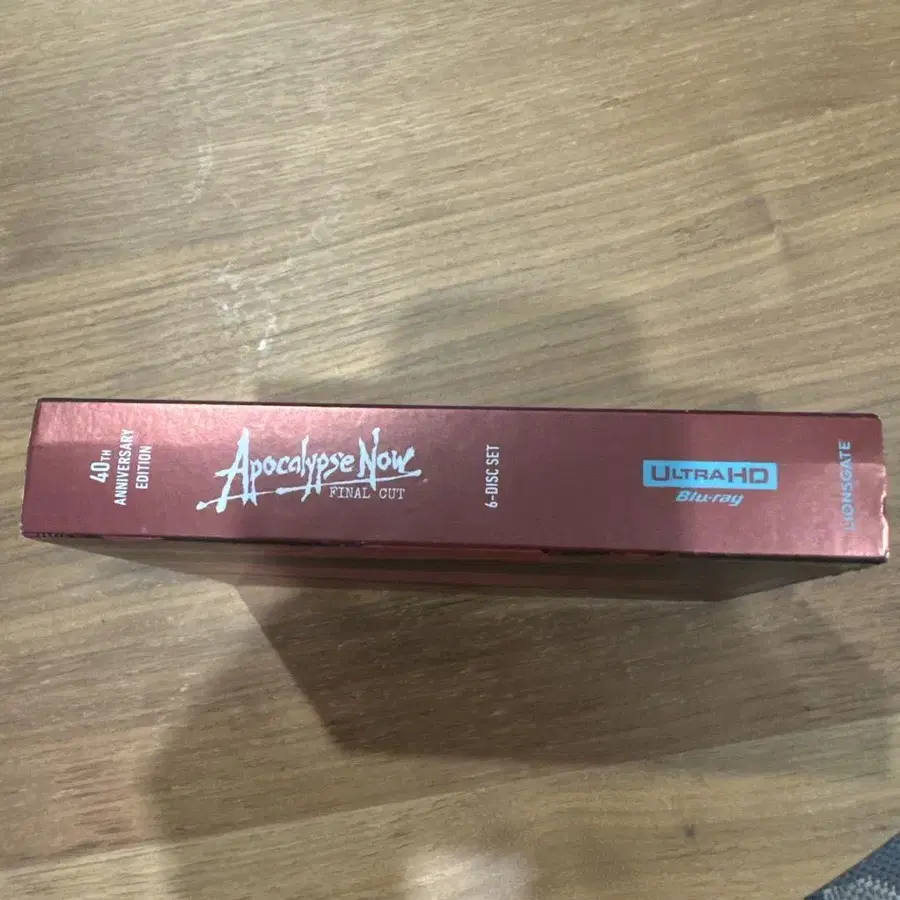 40TH
ANNIVERSARY
EDITION
Apocalypse Now
FINAL CUT
6-DISC SET
ULTRA HD
Blu-ray
LIONSGATE